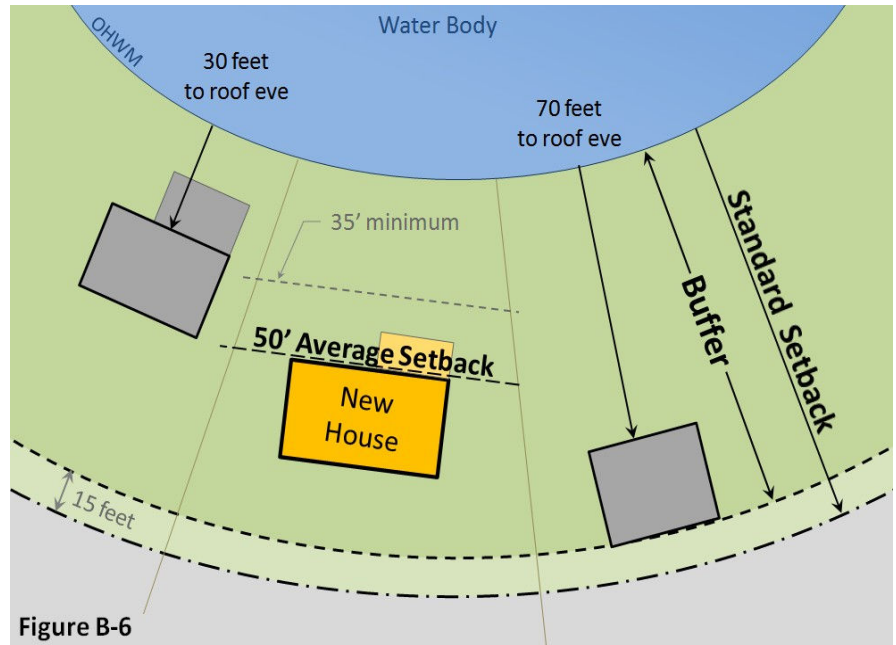 Water Body
OHWM
30 feet
to roof eve
70 feet
to roof eve
35' minimum
Standard Setback
Buffer
50' Average Setback
New
House
15 feet
Figure B-6